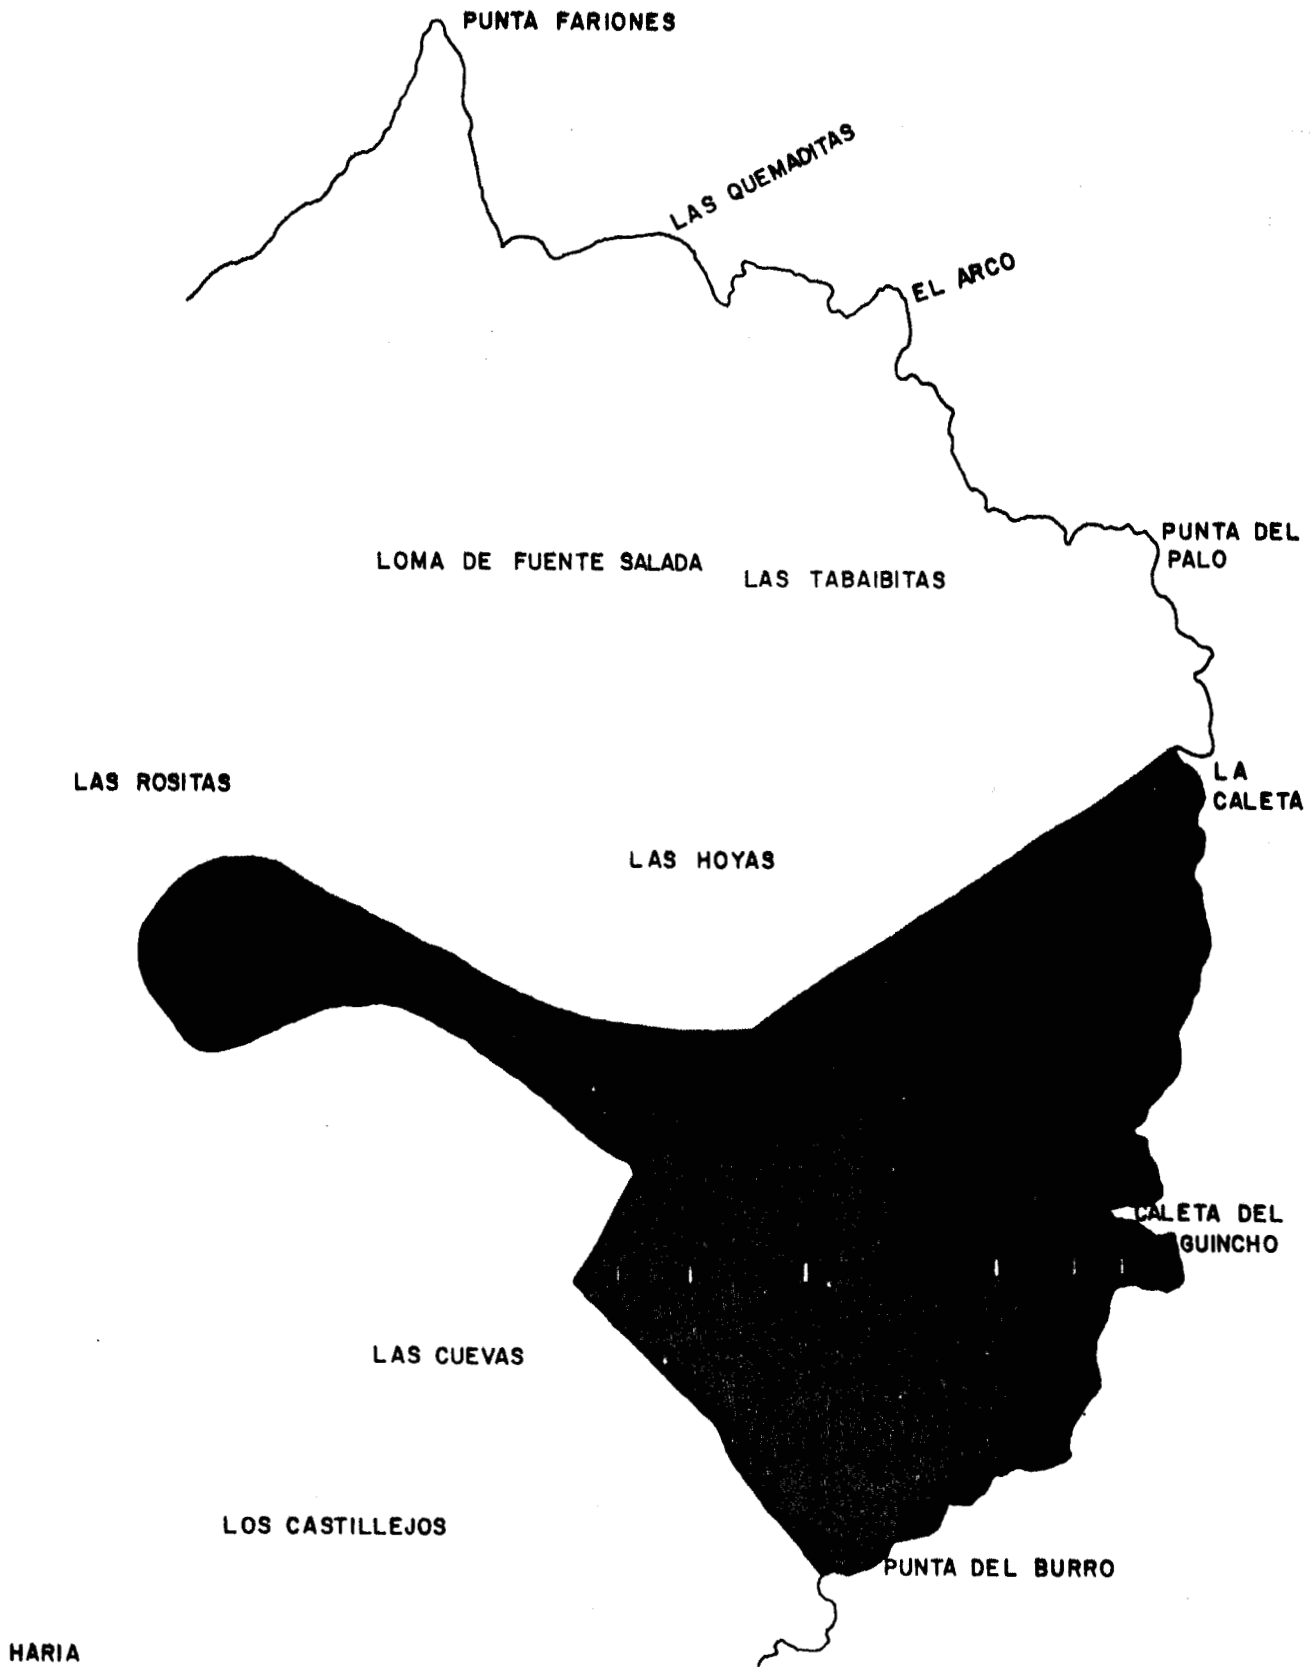 PUNTA FARIONES
LAS QUEMADITAS
EL ARCO
PUNTA DEL
PALO
LOMA DE FUENTE SALADA
LAS TABAIBITAS
LAS ROSITAS
LA
CALETA
LAS HOYAS
CALETA DEL
GUINCHO
LAS CUEVAS
LOS CASTILLEJOS
PUNTA DEL BURRO
HARIA